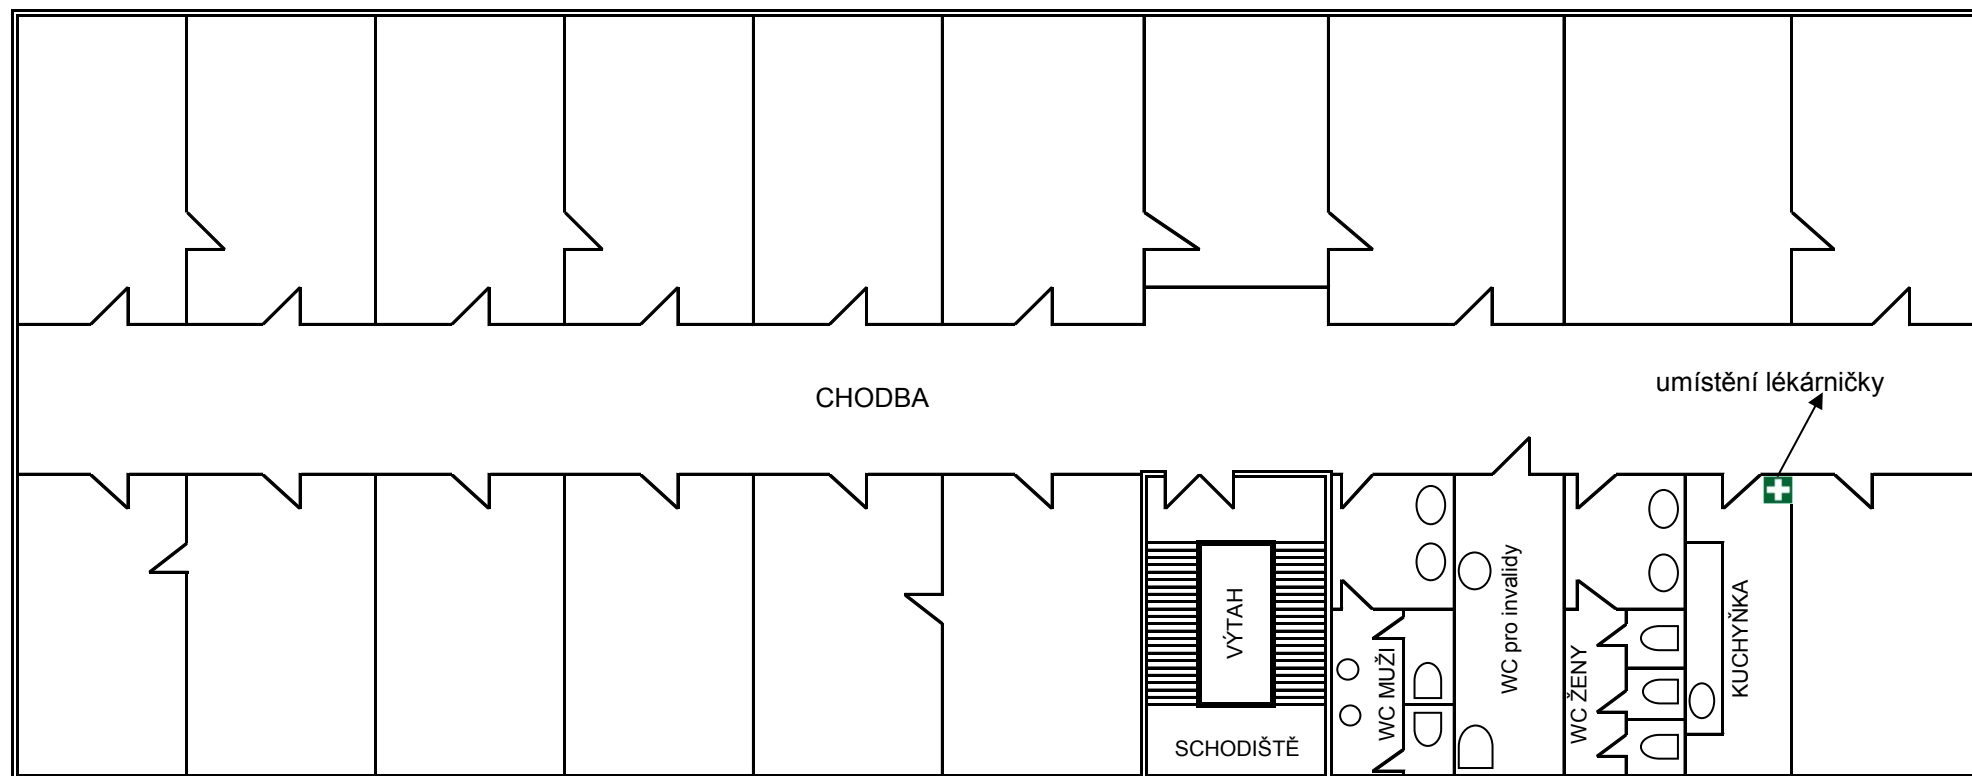 umístění lékárničky
CHODBA
VÝTAH
SCHODIŠTĚ
WC MUŽI
WC pro invalidy
WC ŽENY
KUCHYŇKA